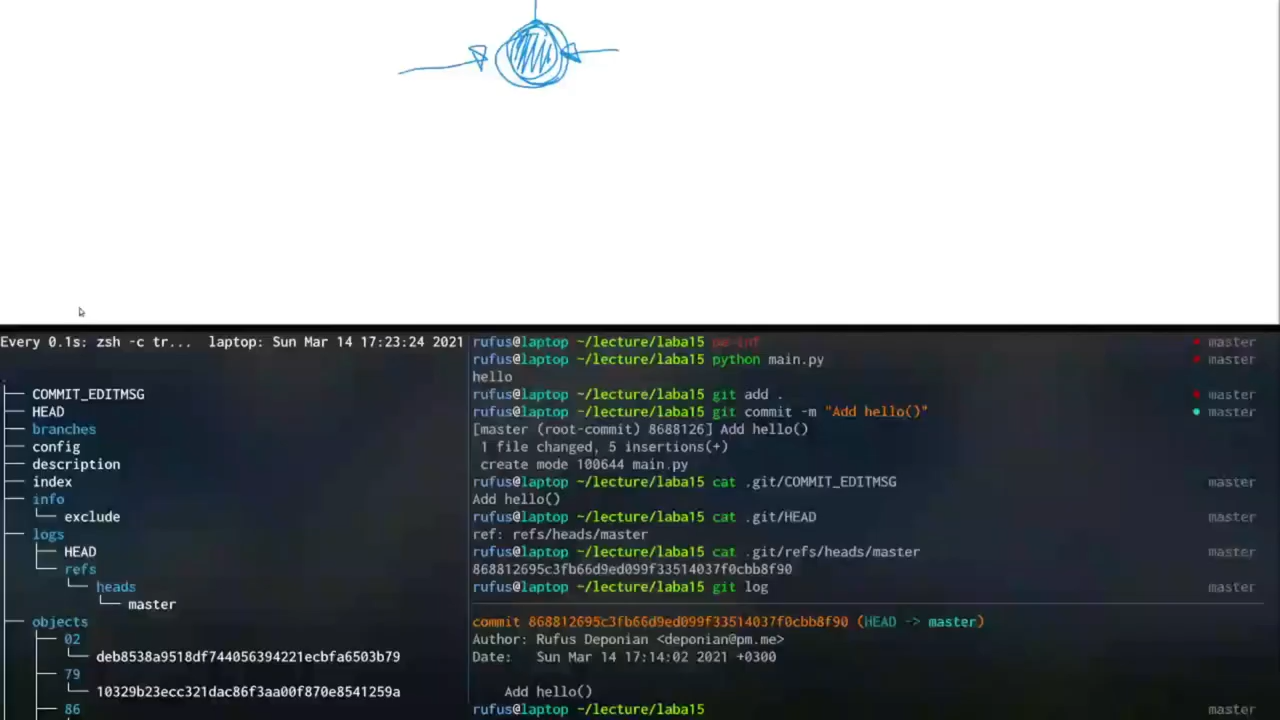 Every 0.1s: zsh -c tr... laptop: Sun Mar 14 17:23:24 2021
.
├── COMMIT_EDITMSG
├── HEAD
├── branches
├── config
├── description
├── index
├── info
│   └── exclude
├── logs
│   ├── HEAD
│   └── refs
│       └── heads
│           └── master
├── objects
│   ├── 02
│   │   └── deb8538a9518df744056394221ecbfa6503b79
│   ├── 79
│   │   └── 10329b23ecc321dac86f3aa00f870e8541259a
│   ├── 86
rufus@laptop ~/lecture/laba15 master
rufus@laptop ~/lecture/laba15 python main.py master
hello
rufus@laptop ~/lecture/laba15 git add . master
rufus@laptop ~/lecture/laba15 git commit -m "Add hello()" master
[master (root-commit) 8688126] Add hello()
1 file changed, 5 insertions(+)
create mode 100644 main.py
rufus@laptop ~/lecture/laba15 cat .git/COMMIT_EDITMSG master
Add hello()
rufus@laptop ~/lecture/laba15 cat .git/HEAD master
ref: refs/heads/master
rufus@laptop ~/lecture/laba15 cat .git/refs/heads/master master
868812695c3fb66d9ed099f33514037f0cbb8f90
rufus@laptop ~/lecture/laba15 git log master
commit 868812695c3fb66d9ed099f33514037f0cbb8f90 (HEAD -> master)
Author: Rufus Deponian <deponian@pm.me>
Date: Sun Mar 14 17:14:02 2021 +0300
Add hello()
rufus@laptop ~/lecture/laba15 master